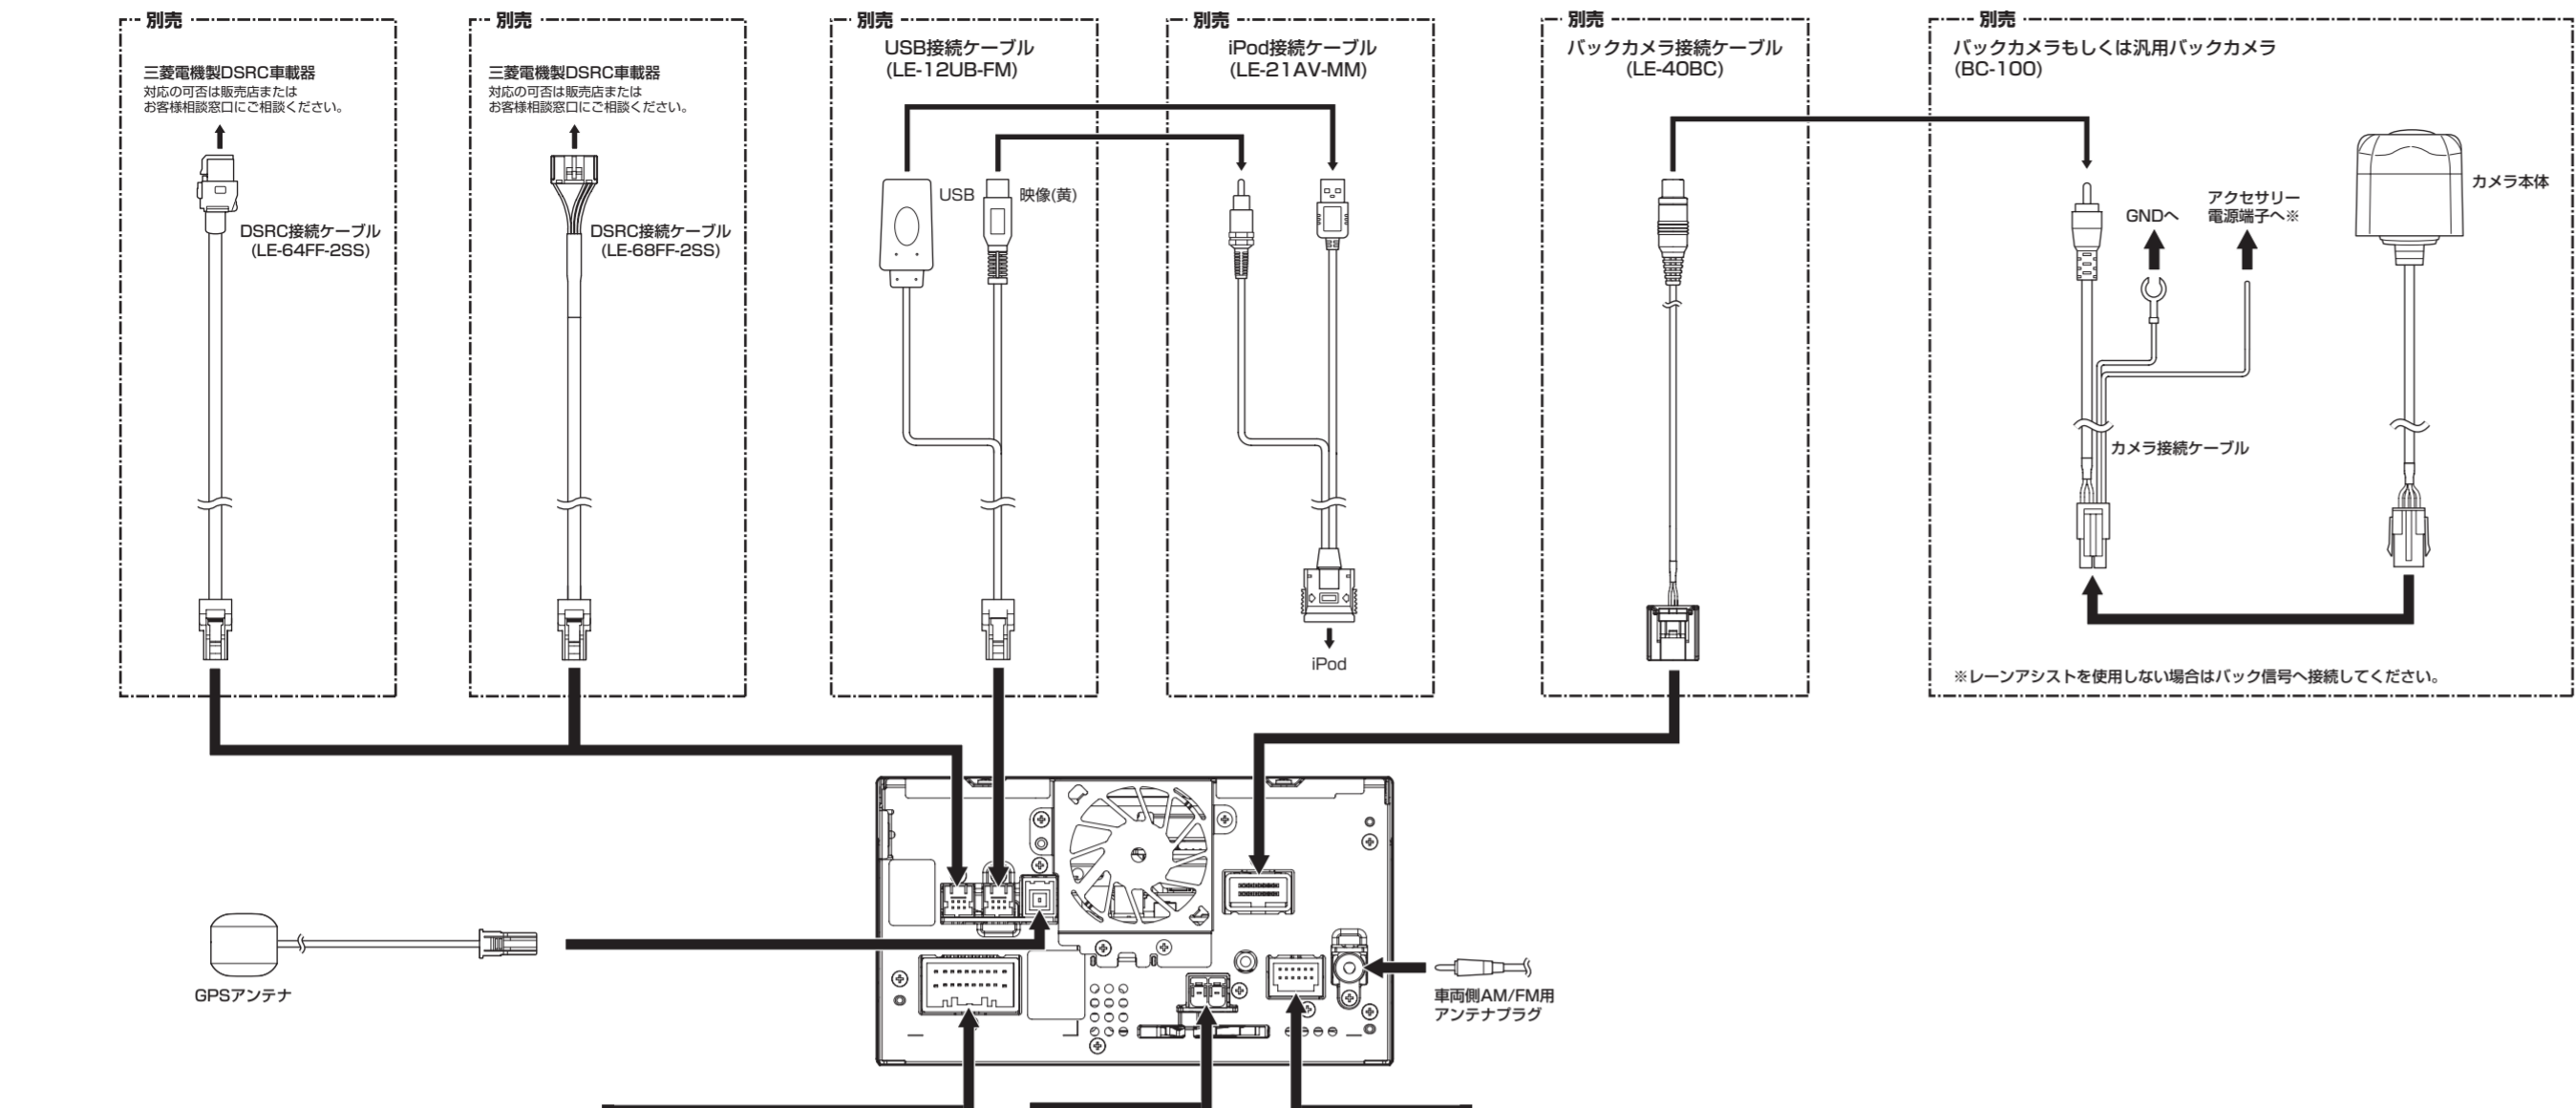 別売
三菱電機製DSRC車載器
対応の可否は販売店または
お客様相談窓口にご相談ください。
DSRC接続ケーブル
(LE-64FF-2SS)
別売
三菱電機製DSRC車載器
対応の可否は販売店または
お客様相談窓口にご相談ください。
DSRC接続ケーブル
(LE-68FF-2SS)
別売
USB接続ケーブル
(LE-12UB-FM)
USB
映像(黄)
別売
iPod接続ケーブル
(LE-21AV-MM)
iPod
別売
バックカメラ接続ケーブル
(LE-40BC)
別売
バックカメラもしくは汎用バックカメラ
(BC-100)
GNDへ
アクセサリー
電源端子へ※
カメラ本体
カメラ接続ケーブル
※レーンアシストを使用しない場合はバック信号へ接続してください。
GPSアンテナ
車両側AM/FM用
アンテナプラグ